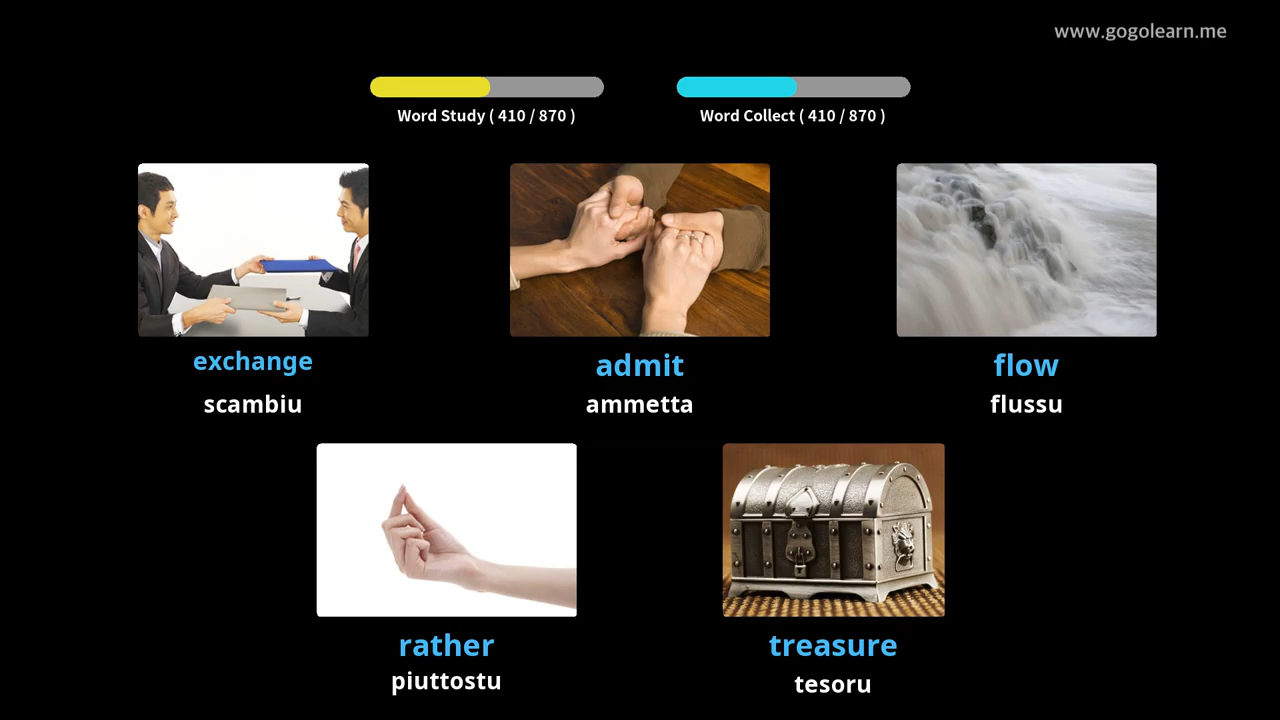 www.gogolearn.me
Word Study ( 410 / 870 )
Word Collect ( 410 / 870 )
exchange
scambiu
admit
ammetta
flow
flussu
rather
piuttostu
treasure
tesoru